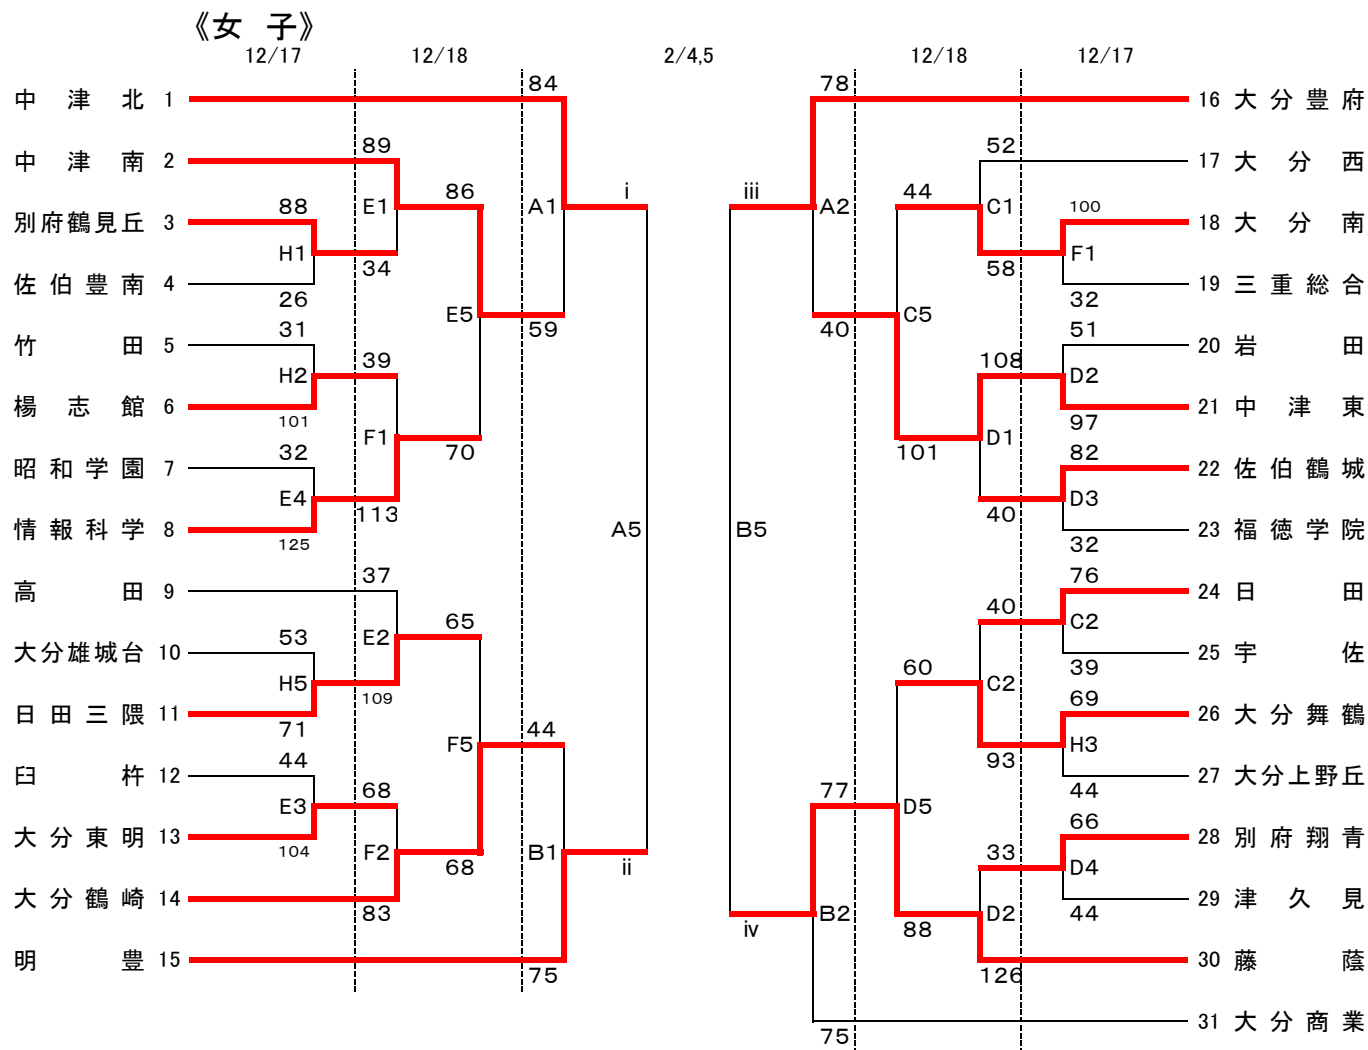 《女 子》
12/17 12/18 2/4,5 12/18 12/17
84 78
中津北 1 16 大分豊府
89 52
中津南 2 17 大分西
86 i iii 44
88 E1 A1 A2 C1 100
別府鶴見丘 3 18 大分南
H1 F1
34 58
佐伯豊南 4 19 三重総合
26 32
E5 C5
31 59 40 51
竹田 5 20 岩田
39 108
H2 D2
楊志館 6 21 中津東
101 97
F1 D1
32 70 101 82
昭和学園 7 22 佐伯鶴城
E4 D3
113 40
情報科学 8 A5 B5 23 福徳学院
125 32
37 76
高田 9 24 日田
65 40
E2 C2
53
大分雄城台 10 25 宇佐
39
60
H5 C2
109 69
日田三隈 11 26 大分舞鶴
71
44
F5 H3
44 93
臼杵 12 27 大分上野丘
68 77 44
E3 D5
66
大分東明 13 28 別府翔青
104
F2 B1 33
68 ii D4
大分鶴崎 14 29 津久見
83 B2 D2 44
iv 88
明豊 15 30 藤蔭
75 126
31 大分商業
75